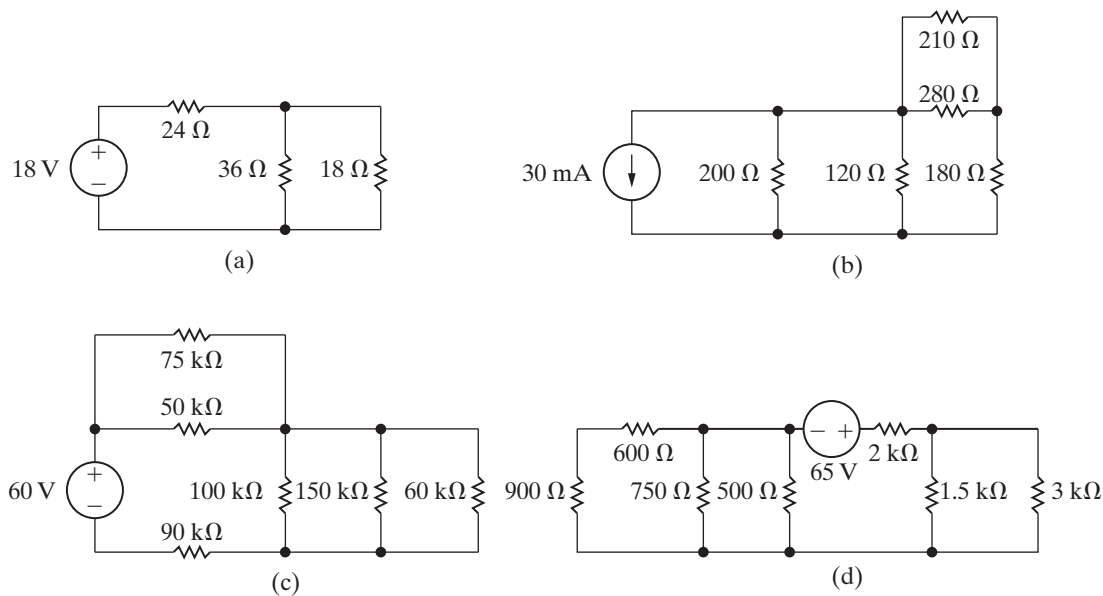 18 V
+
−
24 Ω
36 Ω
18 Ω
(a)
30 mA
200 Ω
120 Ω
180 Ω
210 Ω
280 Ω
(b)
75 kΩ
50 kΩ
60 V
+
−
100 kΩ
150 kΩ
60 kΩ
90 kΩ
(c)
600 Ω
− +
65 V
2 kΩ
900 Ω
750 Ω
500 Ω
1.5 kΩ
3 kΩ
(d)